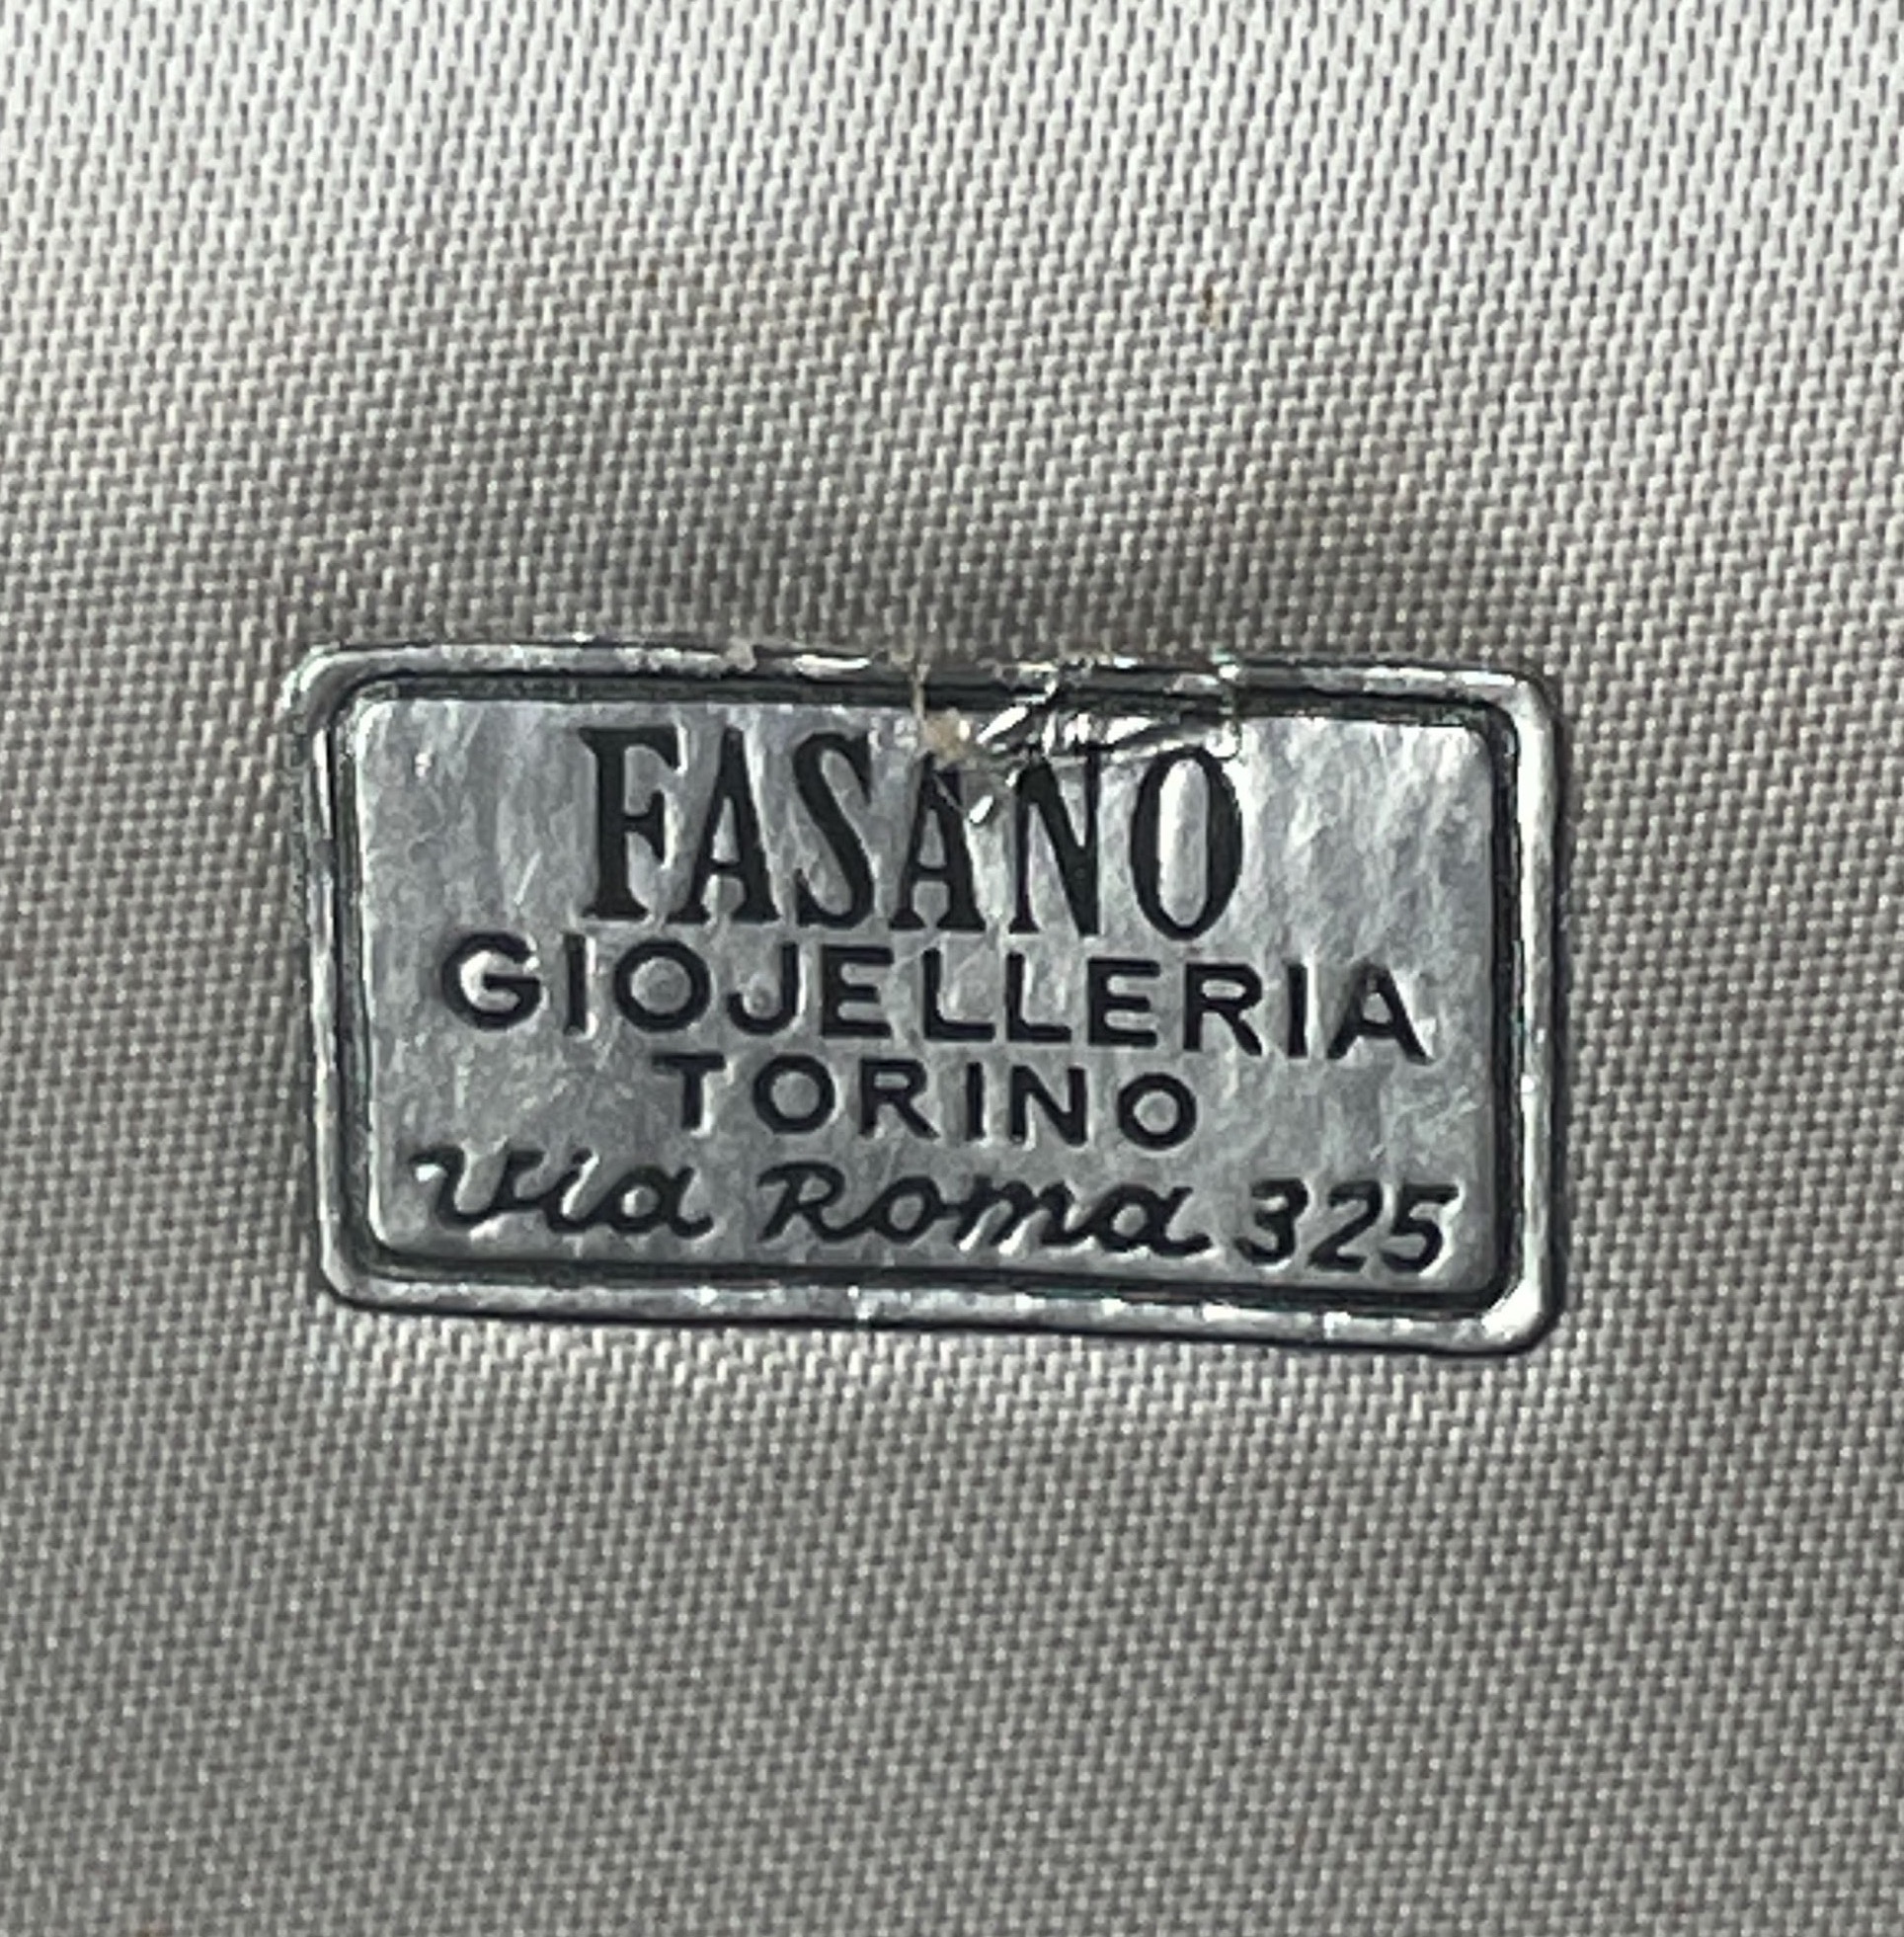 FASANO
GIOJELLERIA
TORINO
Via Roma 325